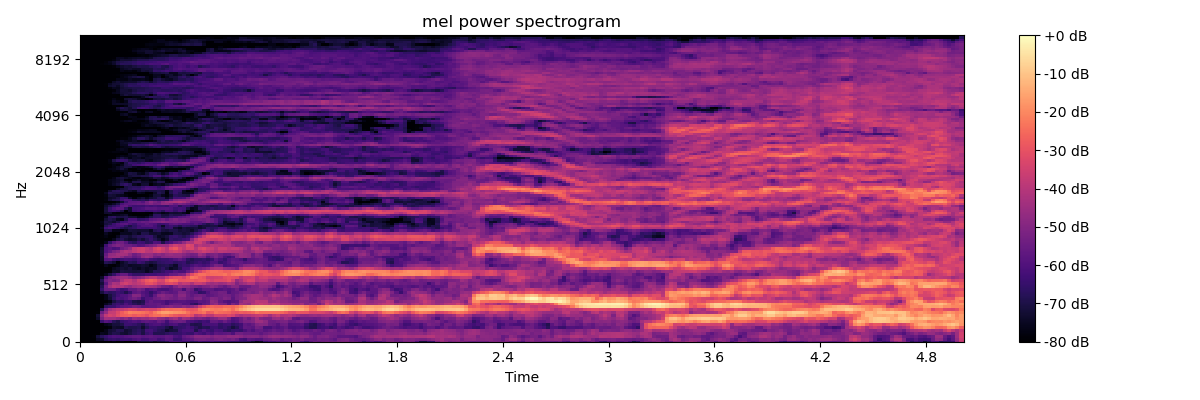 mel power spectrogram
8192
4096
2048
1024
512
0
Hz
0 0.6 1.2 1.8 2.4 3 3.6 4.2 4.8
Time
+0 dB
-10 dB
-20 dB
-30 dB
-40 dB
-50 dB
-60 dB
-70 dB
-80 dB